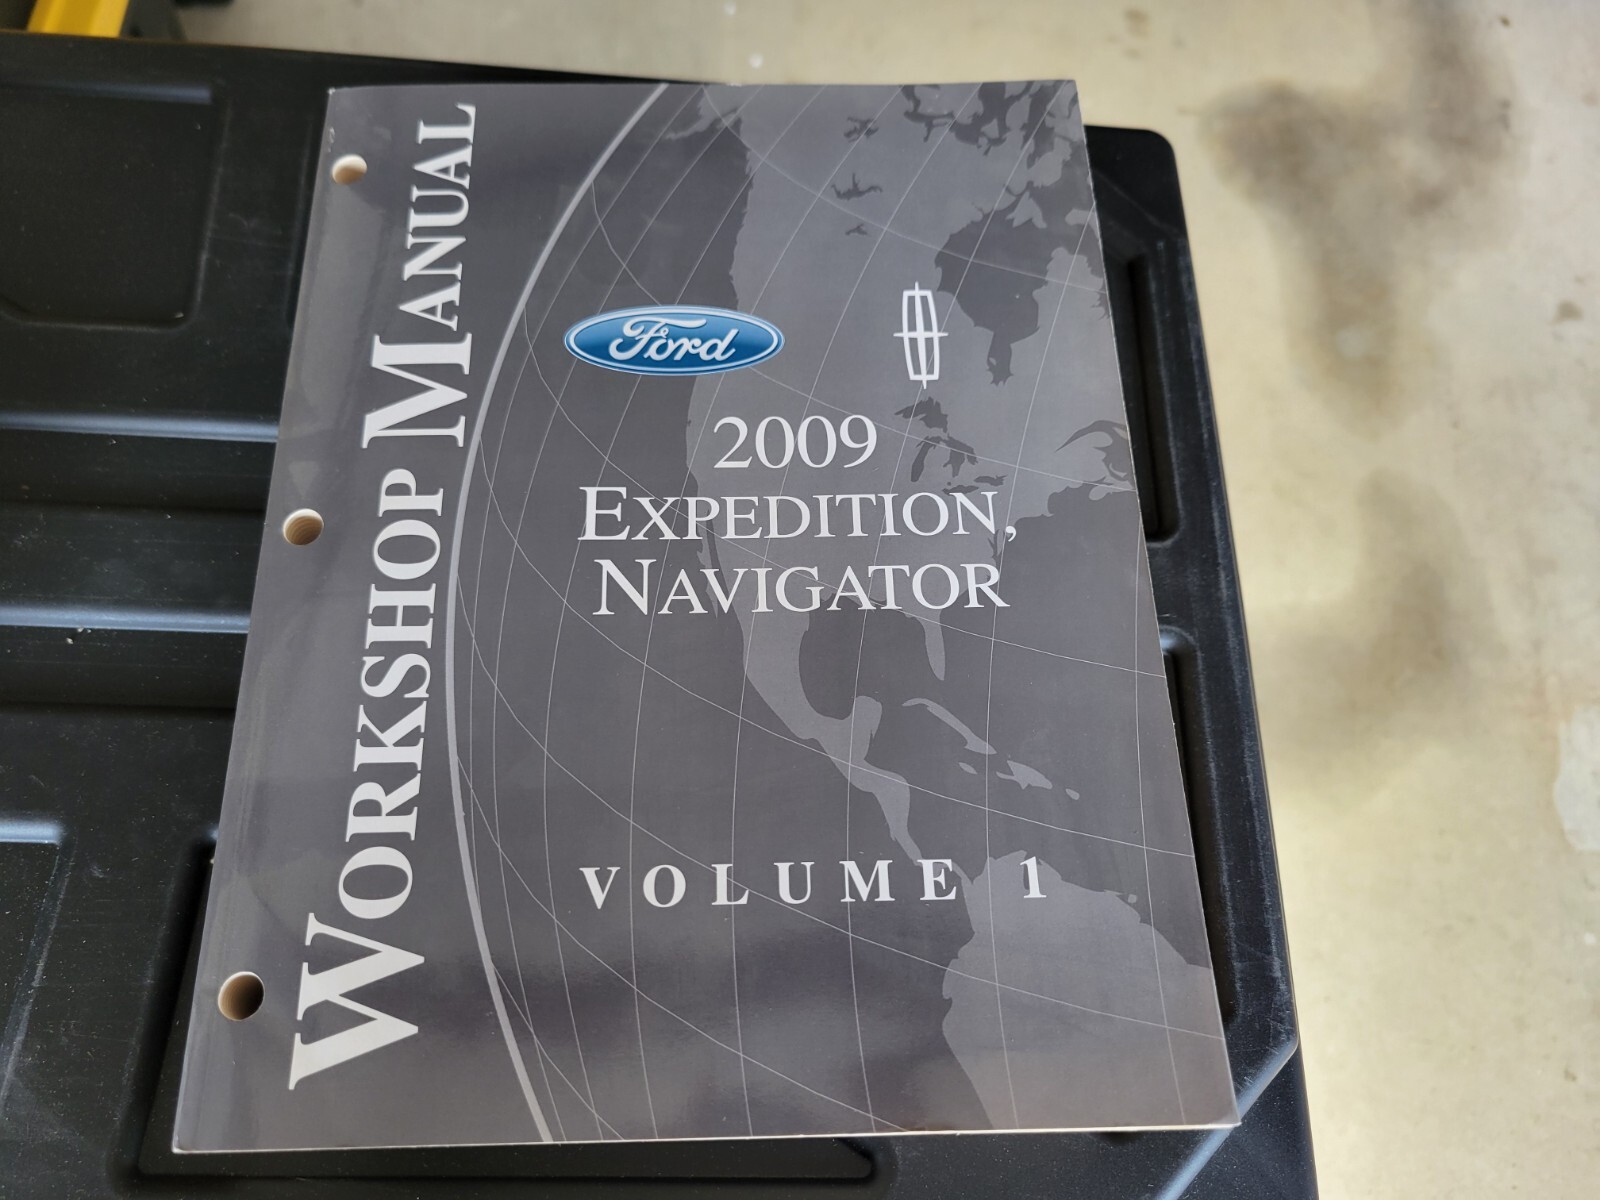 WORKSHOP MANUAL
Ford
2009
EXPEDITION,
NAVIGATOR
VOLUME 1